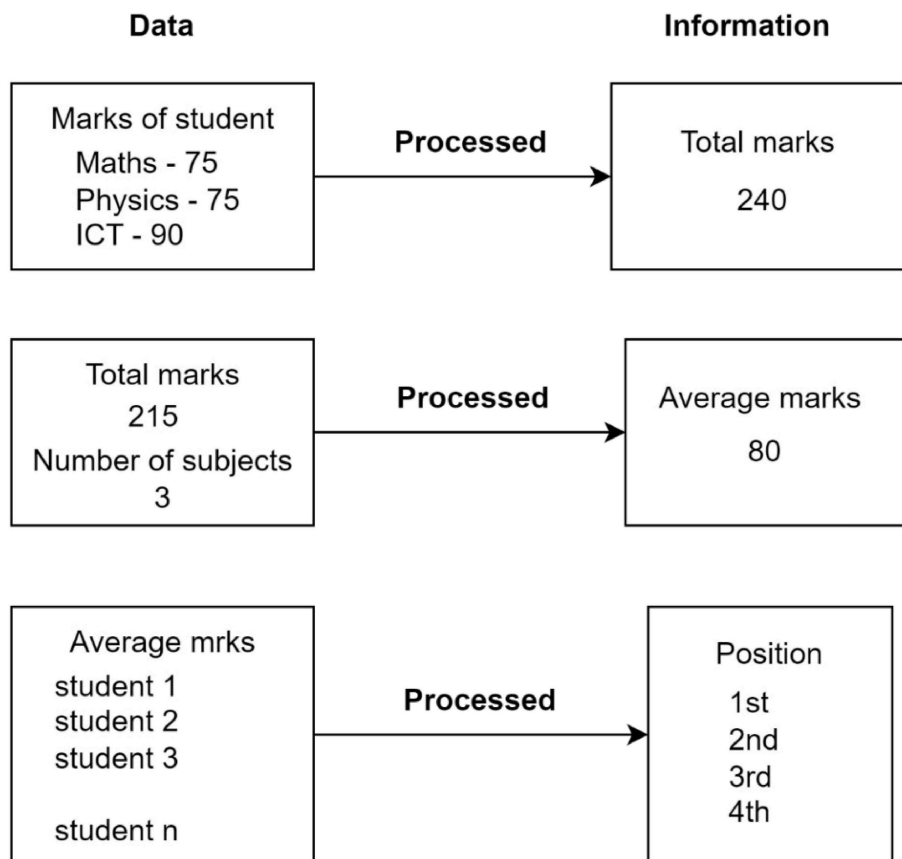 Data
Information
Marks of student
Maths - 75
Physics - 75
ICT - 90
Processed
Total marks
240
Total marks
215
Number of subjects
3
Processed
Average marks
80
Average mrks
student 1
student 2
student 3
student n
Processed
Position
1st
2nd
3rd
4th